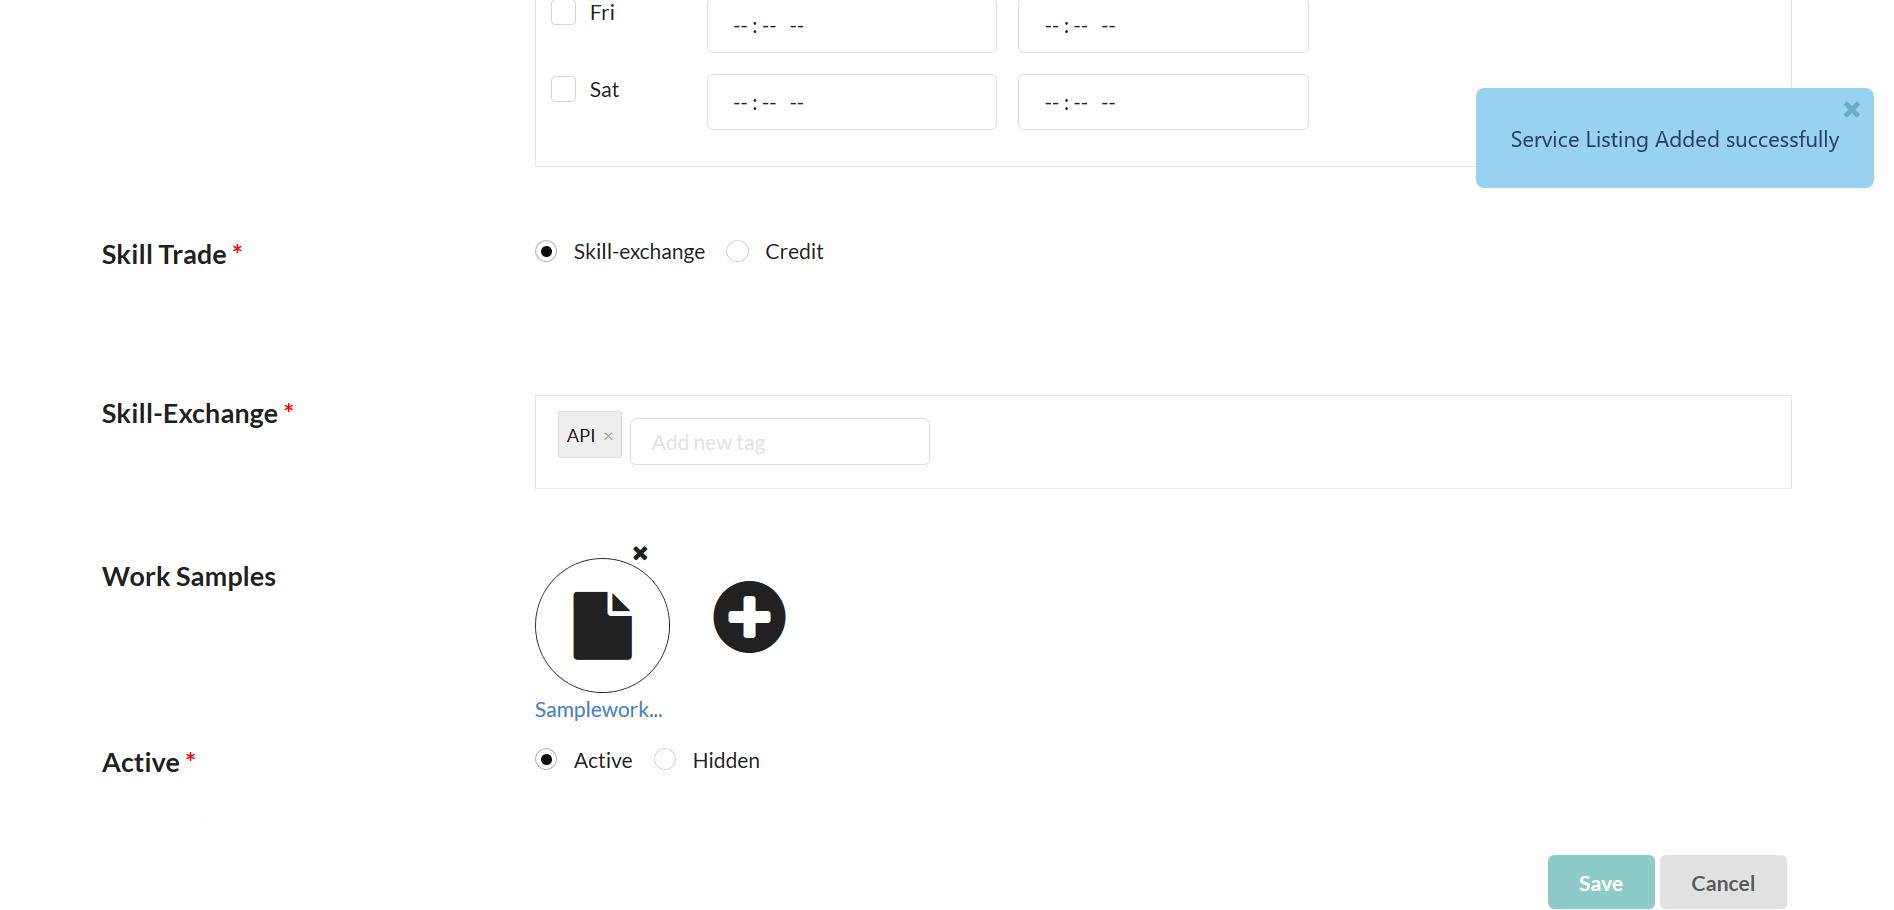 Fri --:-- -- --:-- --
Sat --:-- -- --:-- --
Service Listing Added successfully
Skill Trade * Skill-exchange Credit
Skill-Exchange * API × Add new tag
Work Samples
Samplework...
Active * Active Hidden
Save Cancel